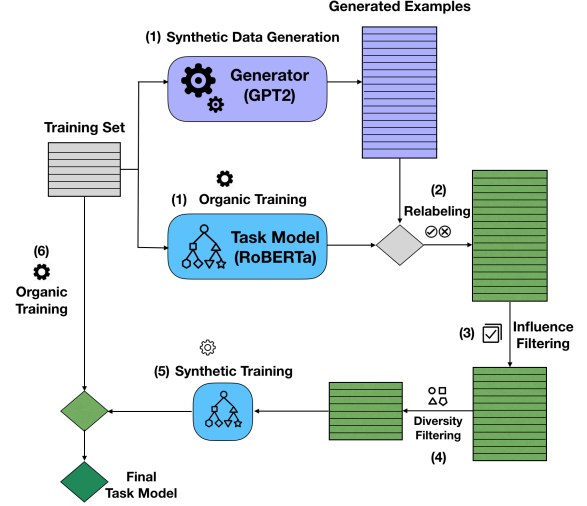 Generated Examples
(1) Synthetic Data Generation
Generator
(GPT2)
Training Set
(1) Organic Training
(2)
Relabeling
Task Model
(RoBERTa)
(6)
Organic
Training
(3)
Influence
Filtering
(5) Synthetic Training
Diversity
Filtering
(4)
Final
Task Model